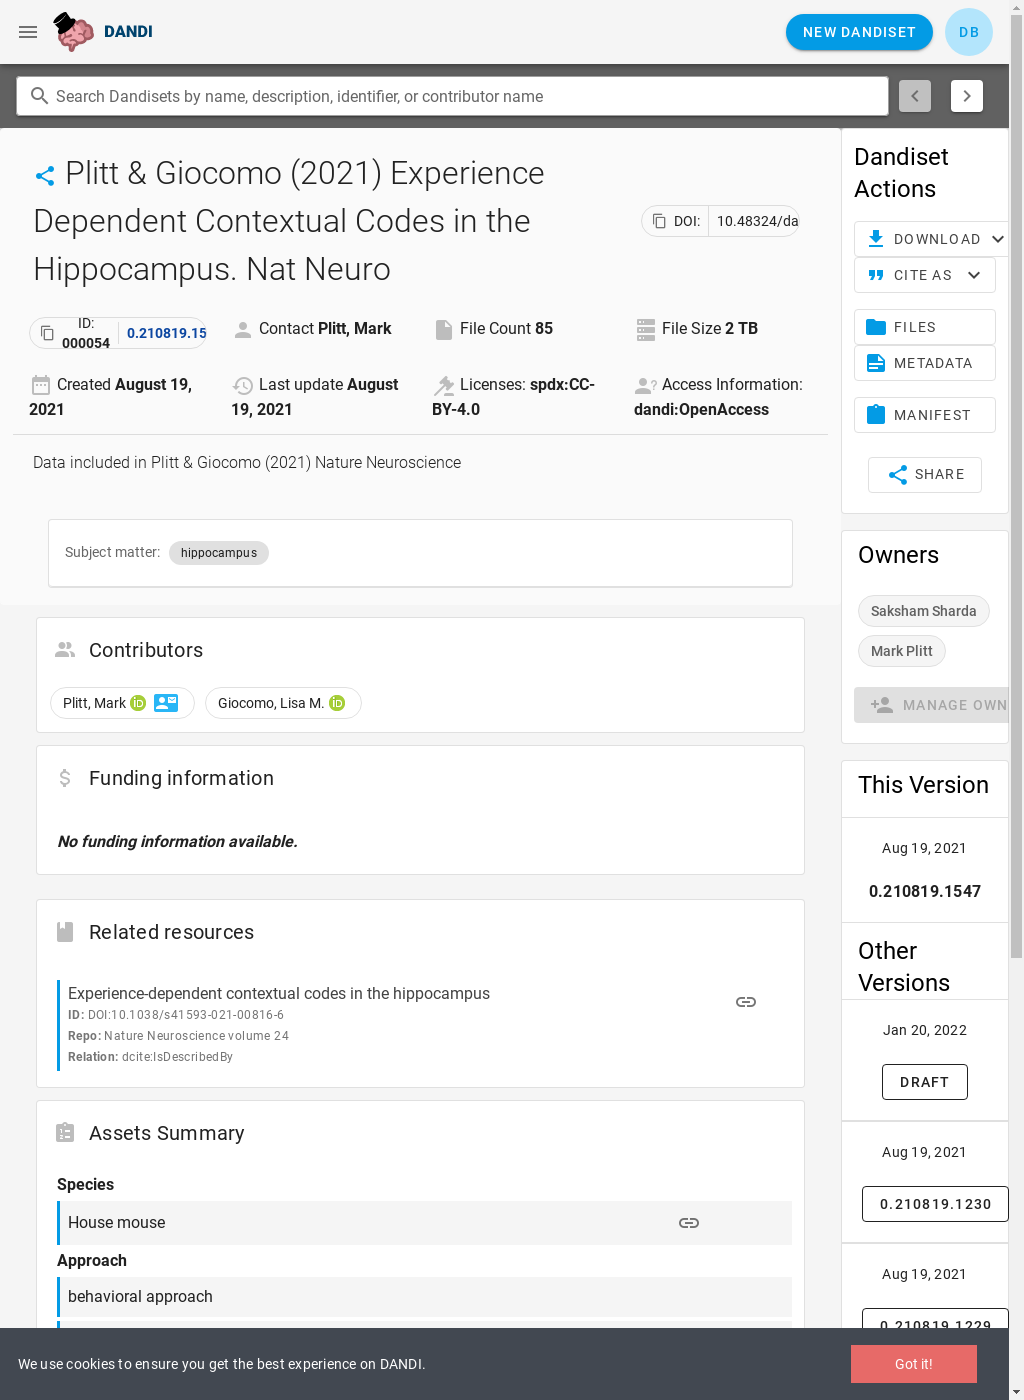 DANDI
NEW DANDISET
DB
Search Dandisets by name, description, identifier, or contributor name
Plitt & Giocomo (2021) Experience
Dependent Contextual Codes in the
Hippocampus. Nat Neuro
DOI: 10.48324/da
ID:
000054
0.210819.15
Contact Plitt, Mark
File Count 85
File Size 2 TB
Created August 19,
2021
Last update August
19, 2021
Licenses: spdx:CC-
BY-4.0
Access Information:
dandi:OpenAccess
Data included in Plitt & Giocomo (2021) Nature Neuroscience
Subject matter: hippocampus
Contributors
Plitt, Mark iD
Giocomo, Lisa M. iD
Funding information
No funding information available.
Related resources
Experience-dependent contextual codes in the hippocampus
ID: DOI:10.1038/s41593-021-00816-6
Repo: Nature Neuroscience volume 24
Relation: dcite:IsDescribedBy
Assets Summary
Species
House mouse
Approach
behavioral approach
Dandiset
Actions
DOWNLOAD
CITE AS
FILES
METADATA
MANIFEST
SHARE
Owners
Saksham Sharda
Mark Plitt
MANAGE OWN
This Version
Aug 19, 2021
0.210819.1547
Other
Versions
Jan 20, 2022
DRAFT
Aug 19, 2021
0.210819.1230
Aug 19, 2021
0.210819.1229
We use cookies to ensure you get the best experience on DANDI.
Got it!